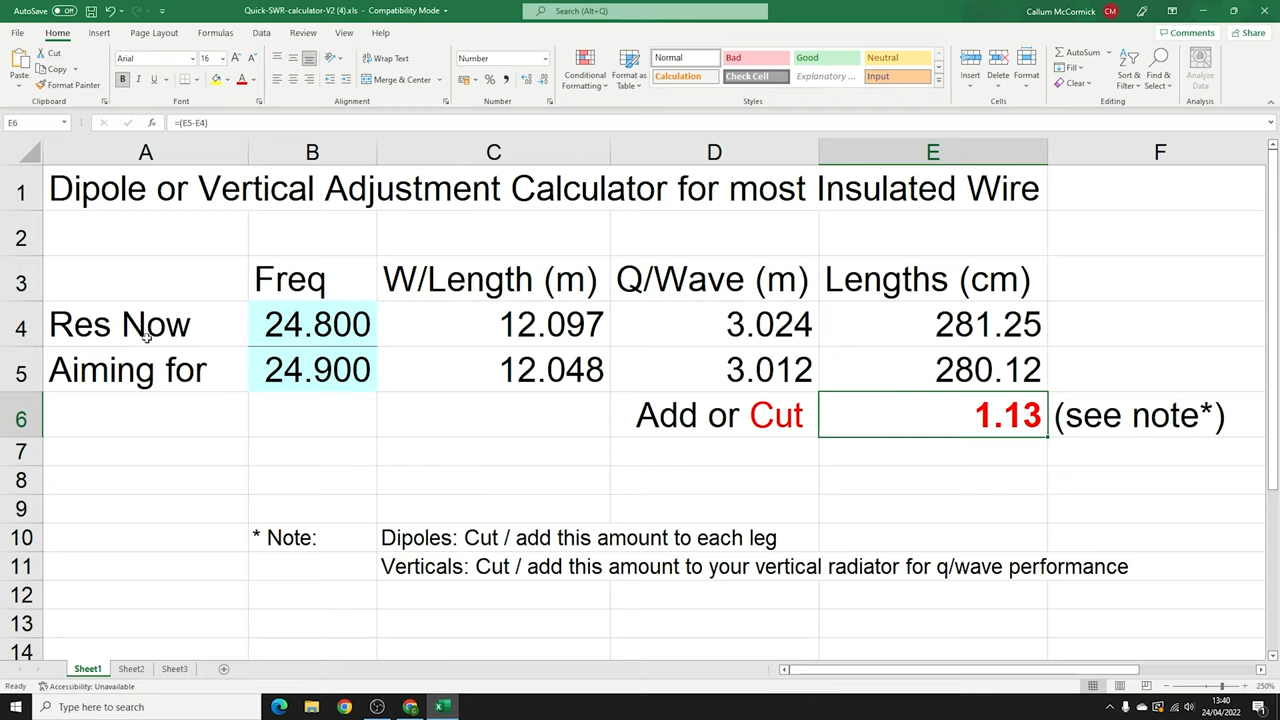 AutoSave Off Quick-SWR-calculator-V2 (4).xls - Compatibility Mode Search (Alt+Q) Callum McCormick CM
File Home Insert Page Layout Formulas Data Review View Help Comments Share
Paste Cut Copy Format Painter Clipboard
Arial 16 B I U Font
Wrap Text Merge & Center Alignment
Number Number
Conditional Formatting Format as Table
Normal Bad Good Neutral
Calculation Check Cell Explanatory ... Input
Styles
Insert Delete Format Cells
AutoSum Fill Clear Sort & Filter Find & Select Editing
Analyze Data Analysis
E6 fx =(E5-E4)
A B C D E F
1 Dipole or Vertical Adjustment Calculator for most Insulated Wire
2
3 Freq W/Length (m) Q/Wave (m) Lengths (cm)
4 Res Now 24.800 12.097 3.024 281.25
5 Aiming for 24.900 12.048 3.012 280.12
6 Add or Cut 1.13 (see note*)
7
8
9
10 * Note: Dipoles: Cut / add this amount to each leg
11 Verticals: Cut / add this amount to your vertical radiator for q/wave performance
12
13
14
Sheet1 Sheet2 Sheet3
Ready Accessibility: Unavailable 250%
Type here to search 13:40
24/04/2022